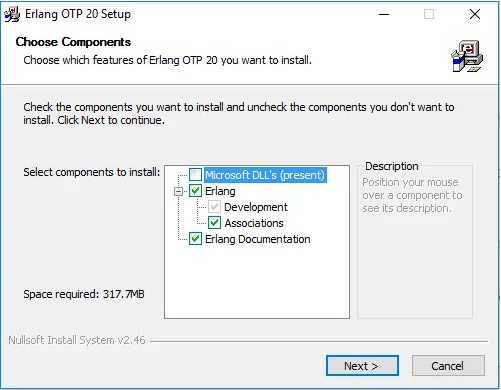 Erlang OTP 20 Setup
Choose Components
Choose which features of Erlang OTP 20 you want to install.
Check the components you want to install and uncheck the components you don't want to
install. Click Next to continue.
Select components to install:
Microsoft DLL's (present)
Erlang
Development
Associations
Erlang Documentation
Description
Position your mouse
over a component to
see its description.
Space required: 317.7MB
Nullsoft Install System v2.46
Next >
Cancel